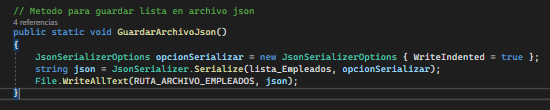 // Metodo para guardar lista en archivo json
4 referencias
public static void GuardarArchivoJson()
{
JsonSerializerOptions opcionSerializar = new JsonSerializerOptions { WriteIndented = true };
string json = JsonSerializer.Serialize(lista_Empleados, opcionSerializar);
File.WriteAllText(RUTA_ARCHIVO_EMPLEADOS, json);
}